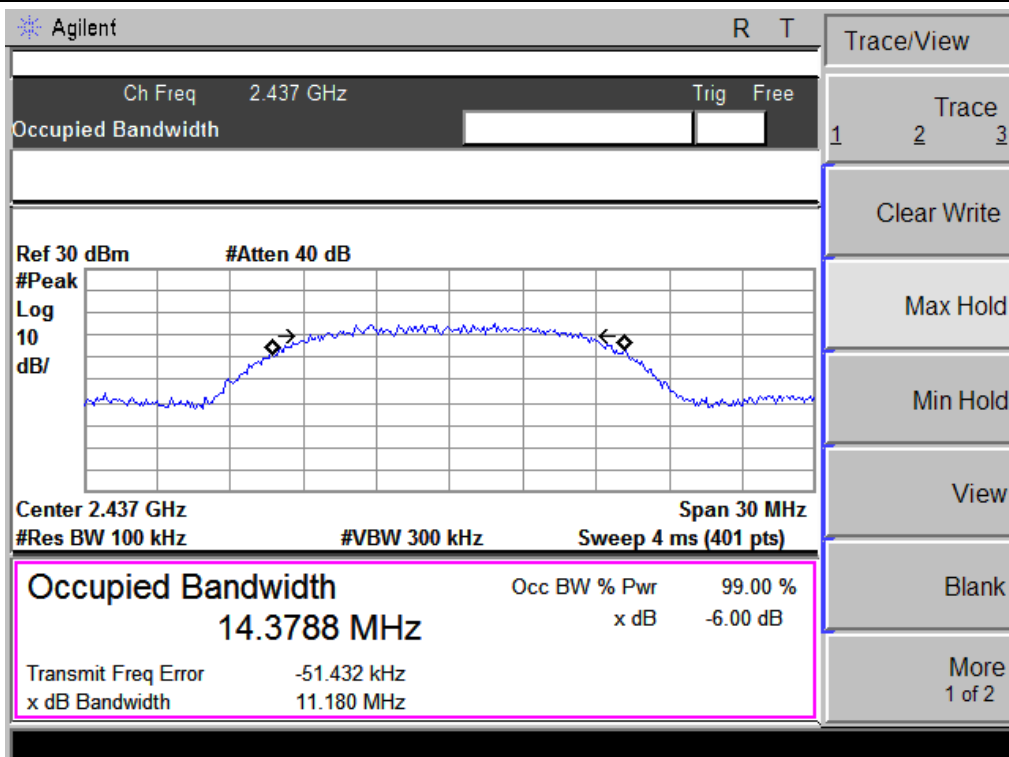 Agilent R T
Trace/View
Ch Freq 2.437 GHz Trig Free
Occupied Bandwidth
Trace
1 2 3
Clear Write
Ref 30 dBm #Atten 40 dB
#Peak
Log
10
dB/
Max Hold
Min Hold
View
Center 2.437 GHz Span 30 MHz
#Res BW 100 kHz #VBW 300 kHz Sweep 4 ms (401 pts)
Occupied Bandwidth Occ BW % Pwr 99.00 %
14.3788 MHz x dB -6.00 dB
Blank
Transmit Freq Error -51.432 kHz
x dB Bandwidth 11.180 MHz
More
1 of 2